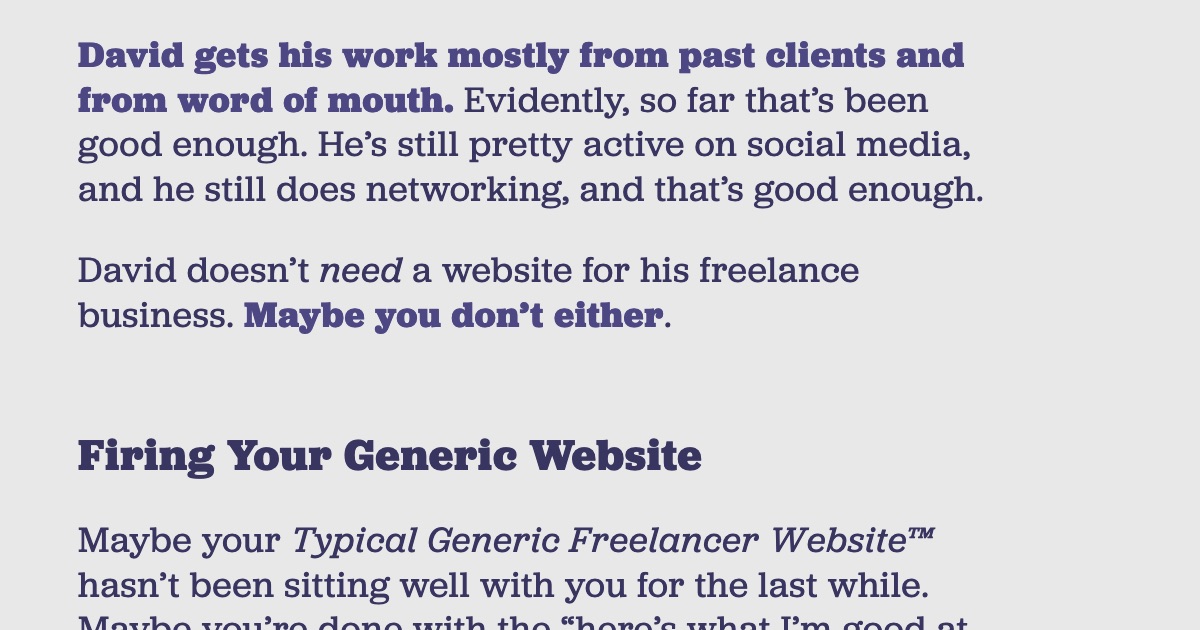 David gets his work mostly from past clients and
from word of mouth. Evidently, so far that’s been
good enough. He’s still pretty active on social media,
and he still does networking, and that’s good enough.
David doesn’t need a website for his freelance
business. Maybe you don’t either.
Firing Your Generic Website
Maybe your Typical Generic Freelancer Website™
hasn’t been sitting well with you for the last while.
Maybe you’re done with the “here’s what I’m good at